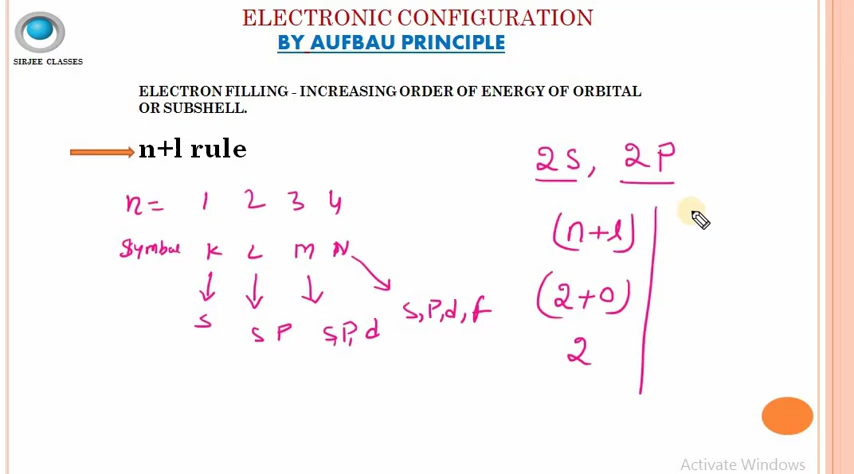 ELECTRONIC CONFIGURATION
BY AUFBAU PRINCIPLE
SIRJEE CLASSES
ELECTRON FILLING - INCREASING ORDER OF ENERGY OF ORBITAL
OR SUBSHELL.
n+l rule
n= 1 2 3 4
Symbol K L M N
s
s P
s,P,d
s,P,d,f
2s, 2P
(n+l)
(2+0)
2
Activate Windows